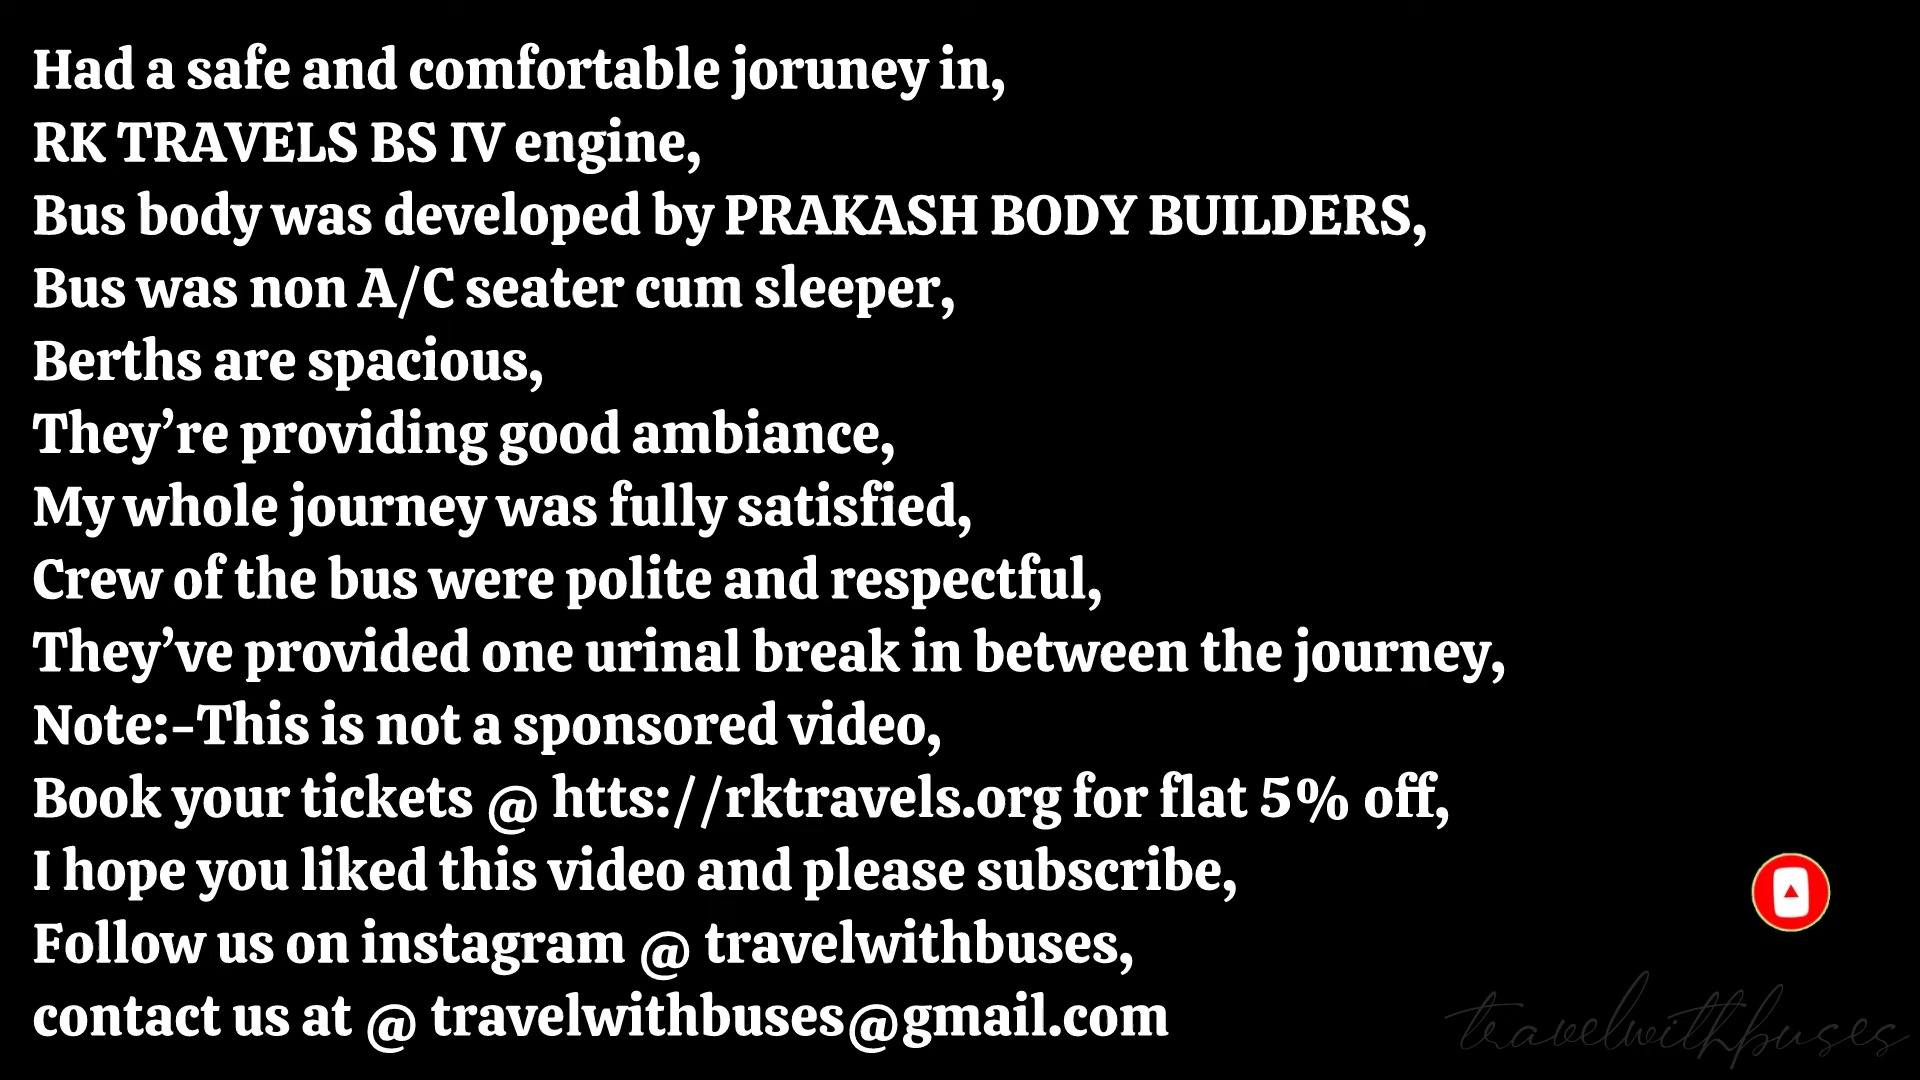 Had a safe and comfortable joruney in,
RK TRAVELS BS IV engine,
Bus body was developed by PRAKASH BODY BUILDERS,
Bus was non A/C seater cum sleeper,
Berths are spacious,
They’re providing good ambiance,
My whole journey was fully satisfied,
Crew of the bus were polite and respectful,
They’ve provided one urinal break in between the journey,
Note:-This is not a sponsored video,
Book your tickets @ htts://rktravels.org for flat 5% off,
I hope you liked this video and please subscribe,
Follow us on instagram @ travelwithbuses,
contact us at @ travelwithbuses@gmail.com
travelwithbuses